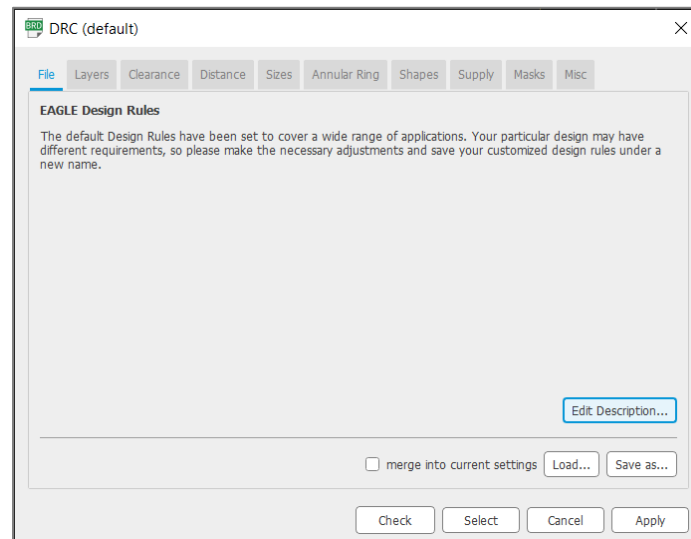 BRD DRC (default)
File Layers Clearance Distance Sizes Annular Ring Shapes Supply Masks Misc
EAGLE Design Rules
The default Design Rules have been set to cover a wide range of applications. Your particular design may have
different requirements, so please make the necessary adjustments and save your customized design rules under a
new name.
Edit Description...
merge into current settings Load... Save as...
Check Select Cancel Apply